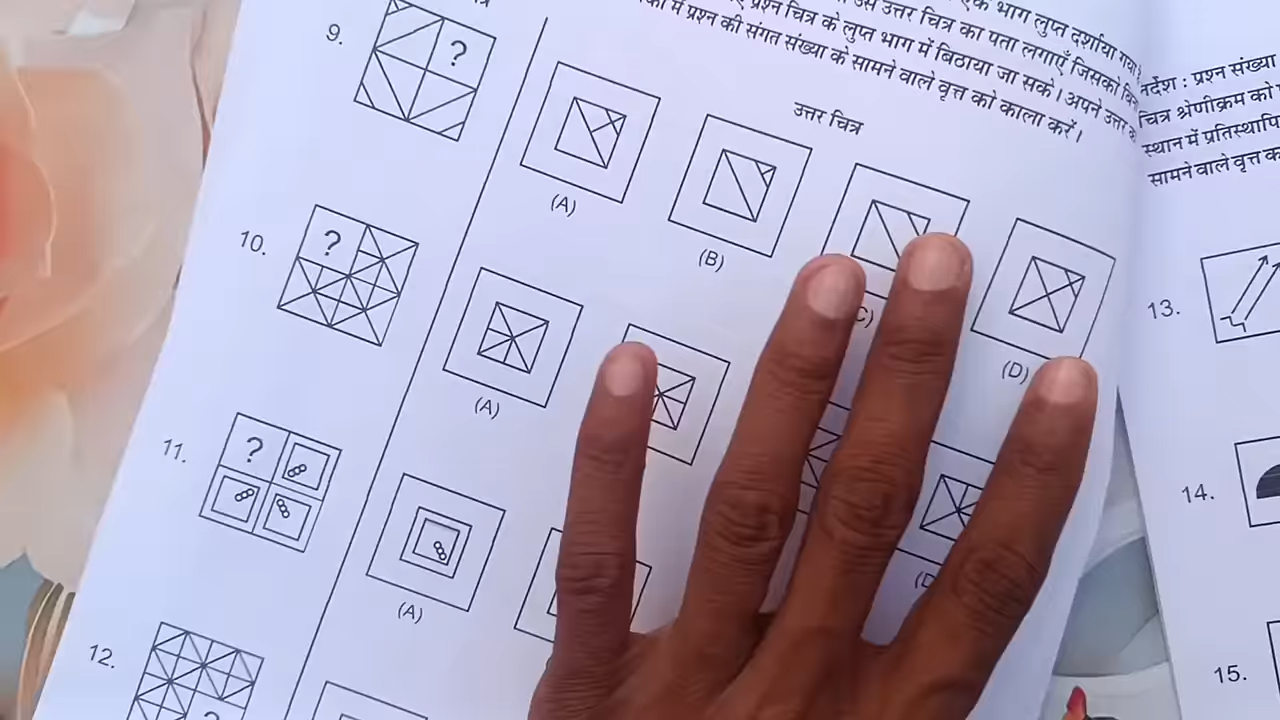 एक भाग लुप्त दर्शाया गया है
उस उत्तर चित्र का पता लगाएँ जिसको बिना
प्रश्न चित्र के लुप्त भाग में बिठाया जा सके। अपने उत्तर
में प्रश्न की संगत संख्या के सामने वाले वृत्त को काला करें।
उत्तर चित्र
9.
?
(A)
(B)
C)
(D)
10.
?
(A)
(D
11.
?
(A)
12.
?
र्देश : प्रश्न संख्या
चित्र श्रेणीक्रम को
स्थान में प्रतिस्थापि
सामने वाले वृत्त क
13.
14.
15.